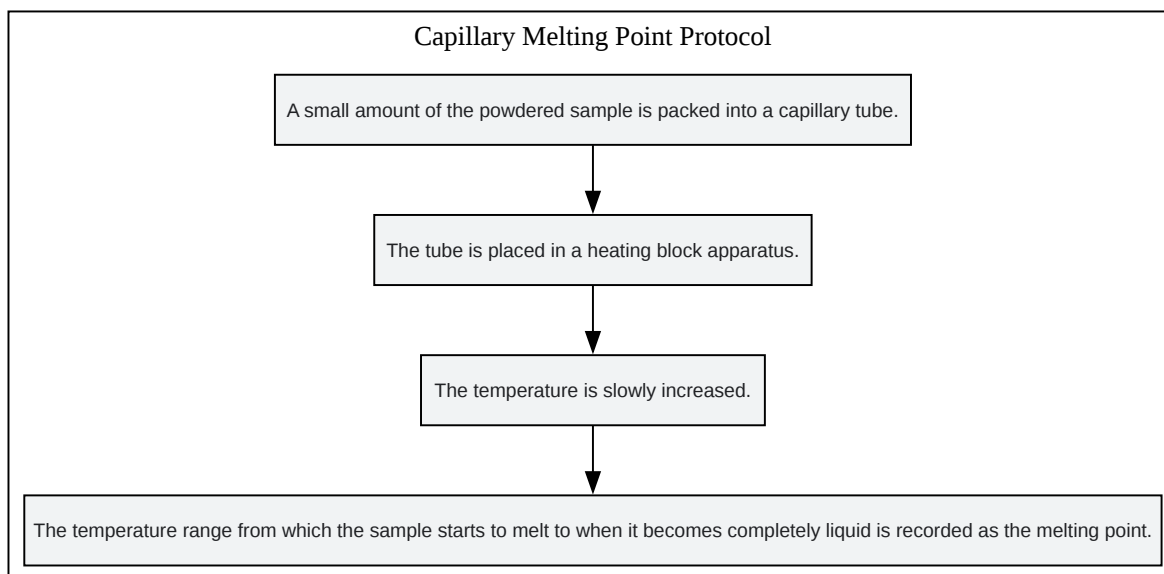 Capillary Melting Point Protocol
A small amount of the powdered sample is packed into a capillary tube.
The tube is placed in a heating block apparatus.
The temperature is slowly increased.
The temperature range from which the sample starts to melt to when it becomes completely liquid is recorded as the melting point.